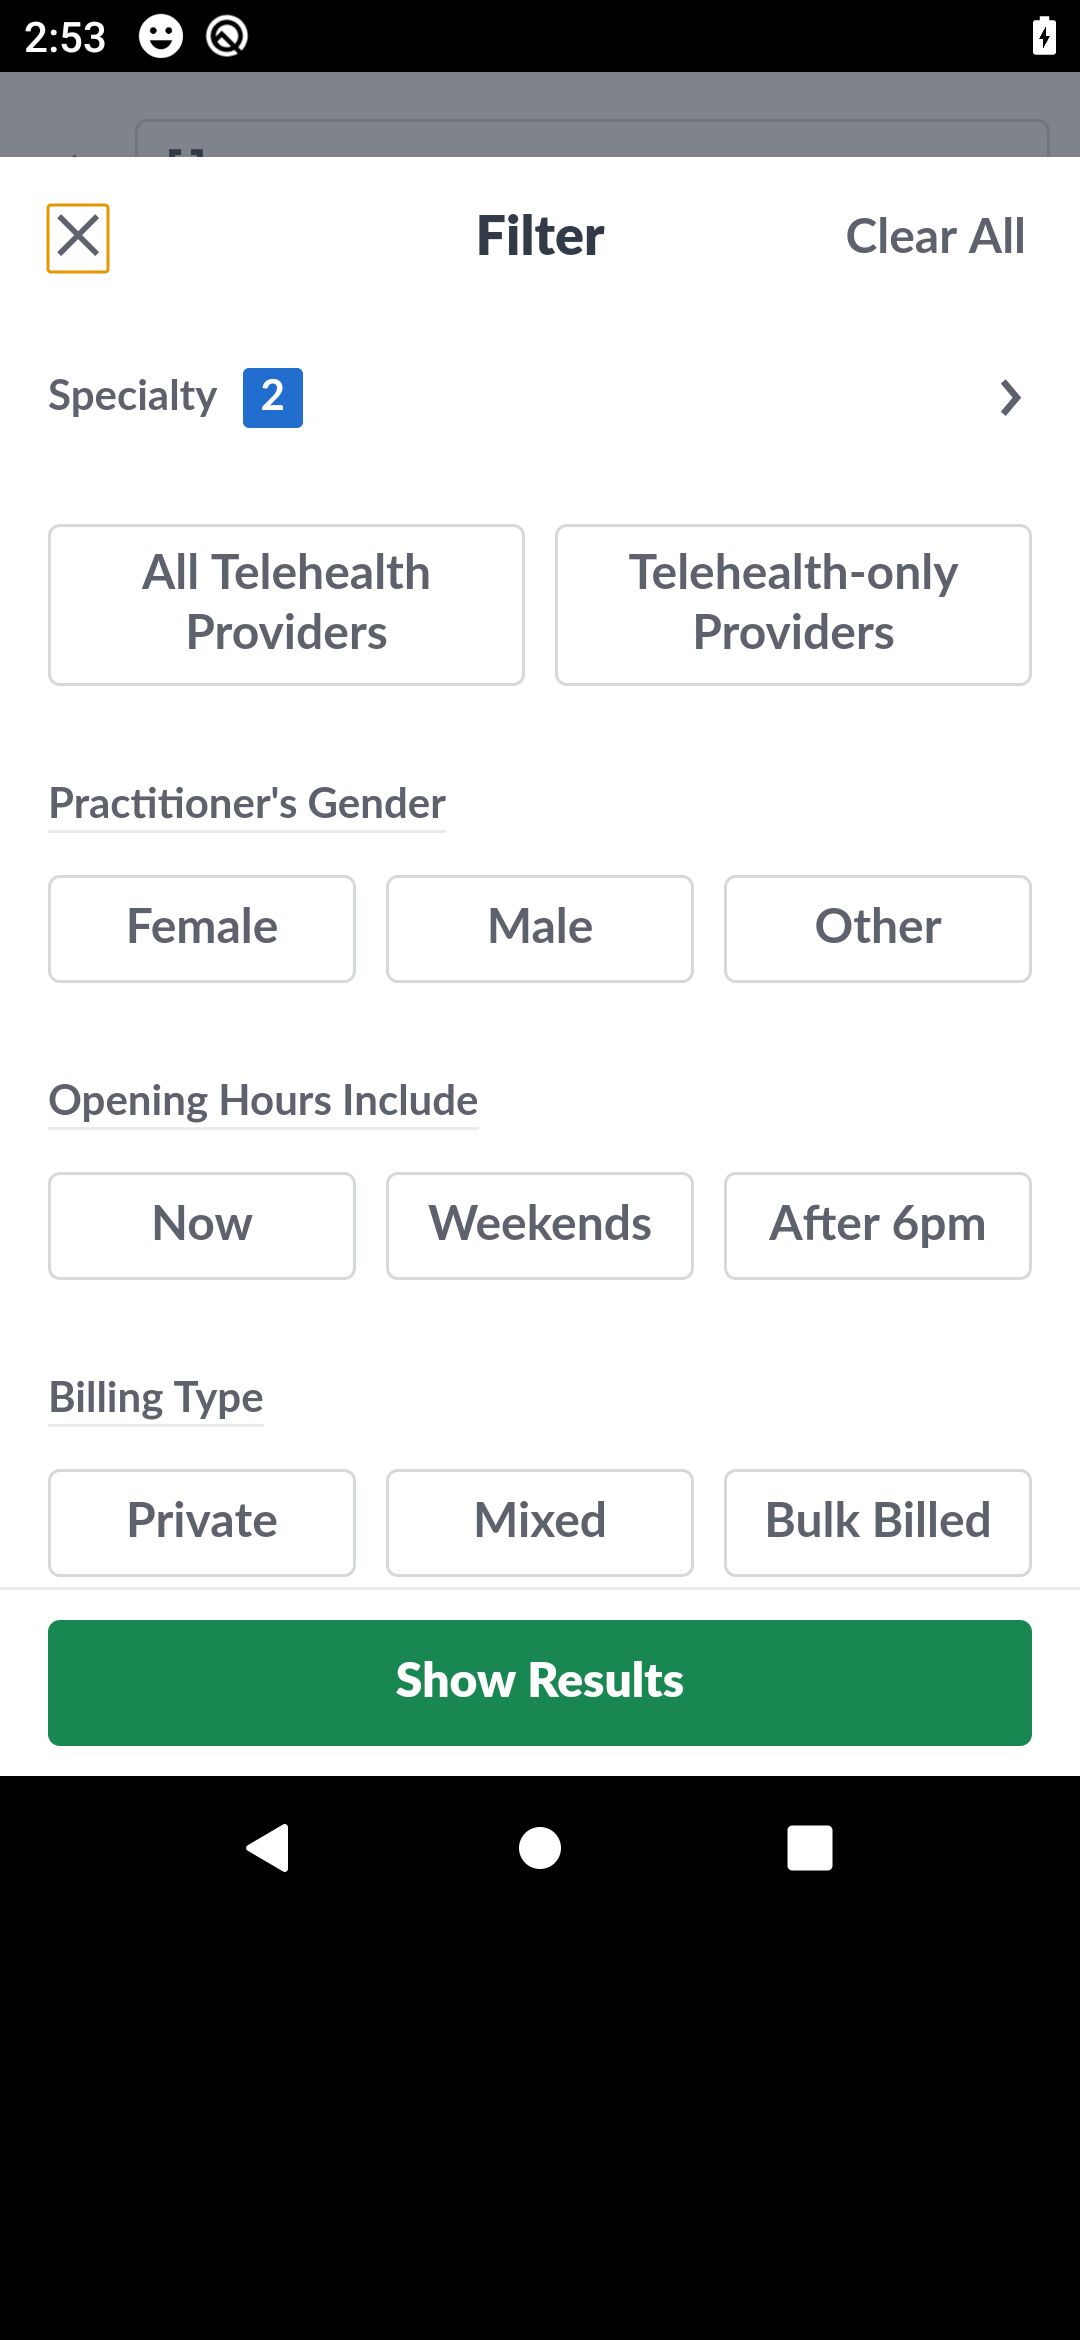 2:53
Filter
Clear All
Specialty 2
All Telehealth
Providers
Telehealth-only
Providers
Practitioner's Gender
Female
Male
Other
Opening Hours Include
Now
Weekends
After 6pm
Billing Type
Private
Mixed
Bulk Billed
Show Results